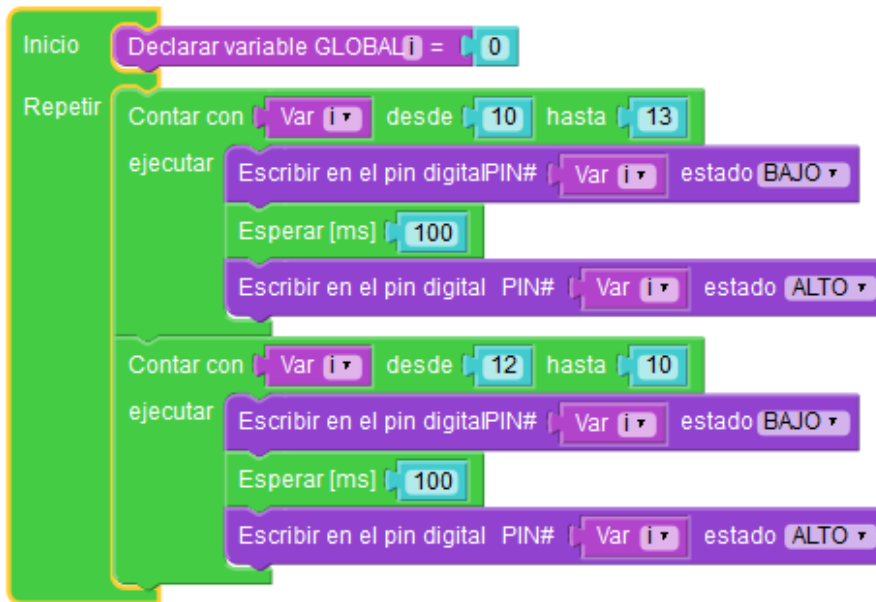 Inicio Declarar variable GLOBAL i = 0
Repetir Contar con Var i desde 10 hasta 13
ejecutar Escribir en el pin digitalPIN# Var i estado BAJO
Esperar [ms] 100
Escribir en el pin digital PIN# Var i estado ALTO
Contar con Var i desde 12 hasta 10
ejecutar Escribir en el pin digitalPIN# Var i estado BAJO
Esperar [ms] 100
Escribir en el pin digital PIN# Var i estado ALTO